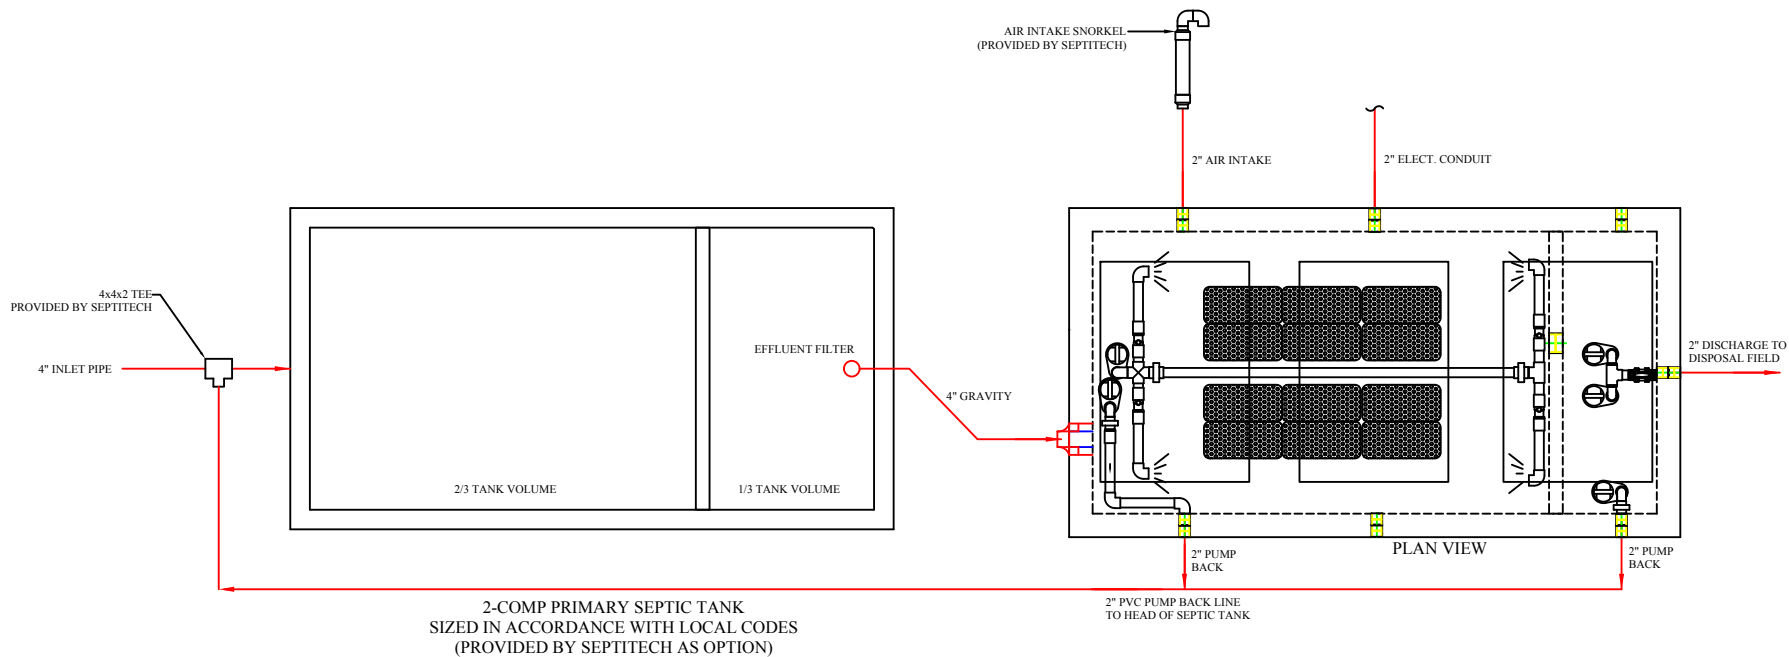 AIR INTAKE SNORKEL
(PROVIDED BY SEPTITECH)
2" AIR INTAKE
2" ELECT. CONDUIT
4x4x2 TEE
PROVIDED BY SEPTITECH
4" INLET PIPE
EFFLUENT FILTER
4" GRAVITY
2/3 TANK VOLUME
1/3 TANK VOLUME
2" DISCHARGE TO
DISPOSAL FIELD
PLAN VIEW
2" PUMP
BACK
2" PUMP
BACK
2" PVC PUMP BACK LINE
TO HEAD OF SEPTIC TANK
2-COMP PRIMARY SEPTIC TANK
SIZED IN ACCORDANCE WITH LOCAL CODES
(PROVIDED BY SEPTITECH AS OPTION)